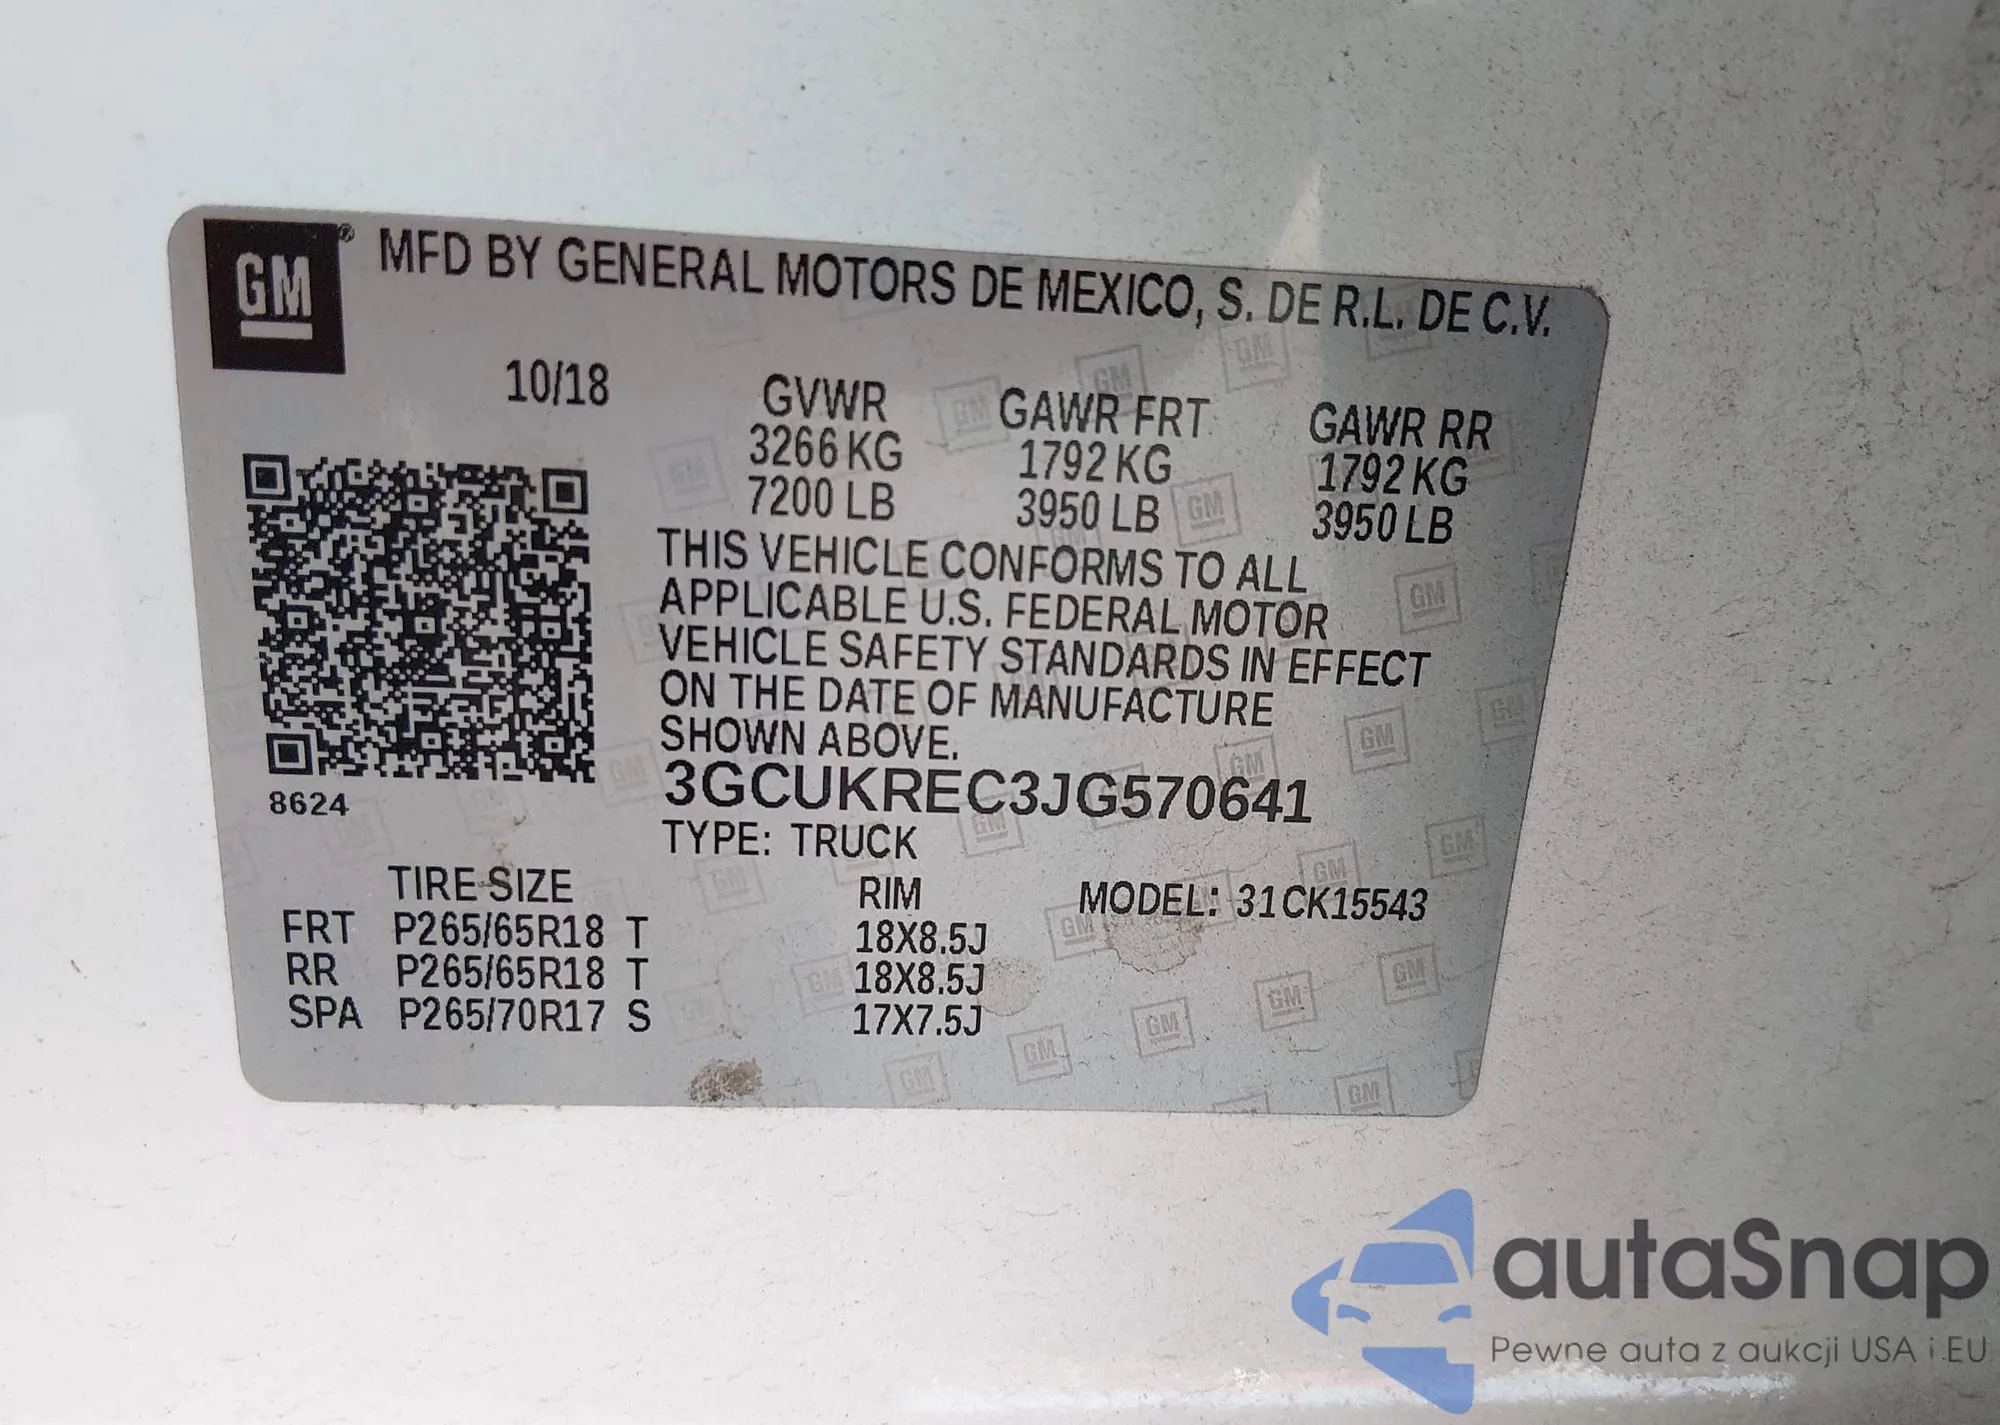 GM
® MFD BY GENERAL MOTORS DE MEXICO, S. DE R.L. DE C.V.
10/18
GVWR GAWR FRT GAWR RR
3266 KG 1792 KG 1792 KG
7200 LB 3950 LB 3950 LB
THIS VEHICLE CONFORMS TO ALL
APPLICABLE U.S. FEDERAL MOTOR
VEHICLE SAFETY STANDARDS IN EFFECT
ON THE DATE OF MANUFACTURE
SHOWN ABOVE.
3GCUKREC3JG570641
8624
TYPE: TRUCK
TIRE SIZE RIM MODEL: 31CK15543
FRT P265/65R18 T 18X8.5J
RR P265/65R18 T 18X8.5J
SPA P265/70R17 S 17X7.5J
autaSnap
Pewne auta z aukcji USA i EU